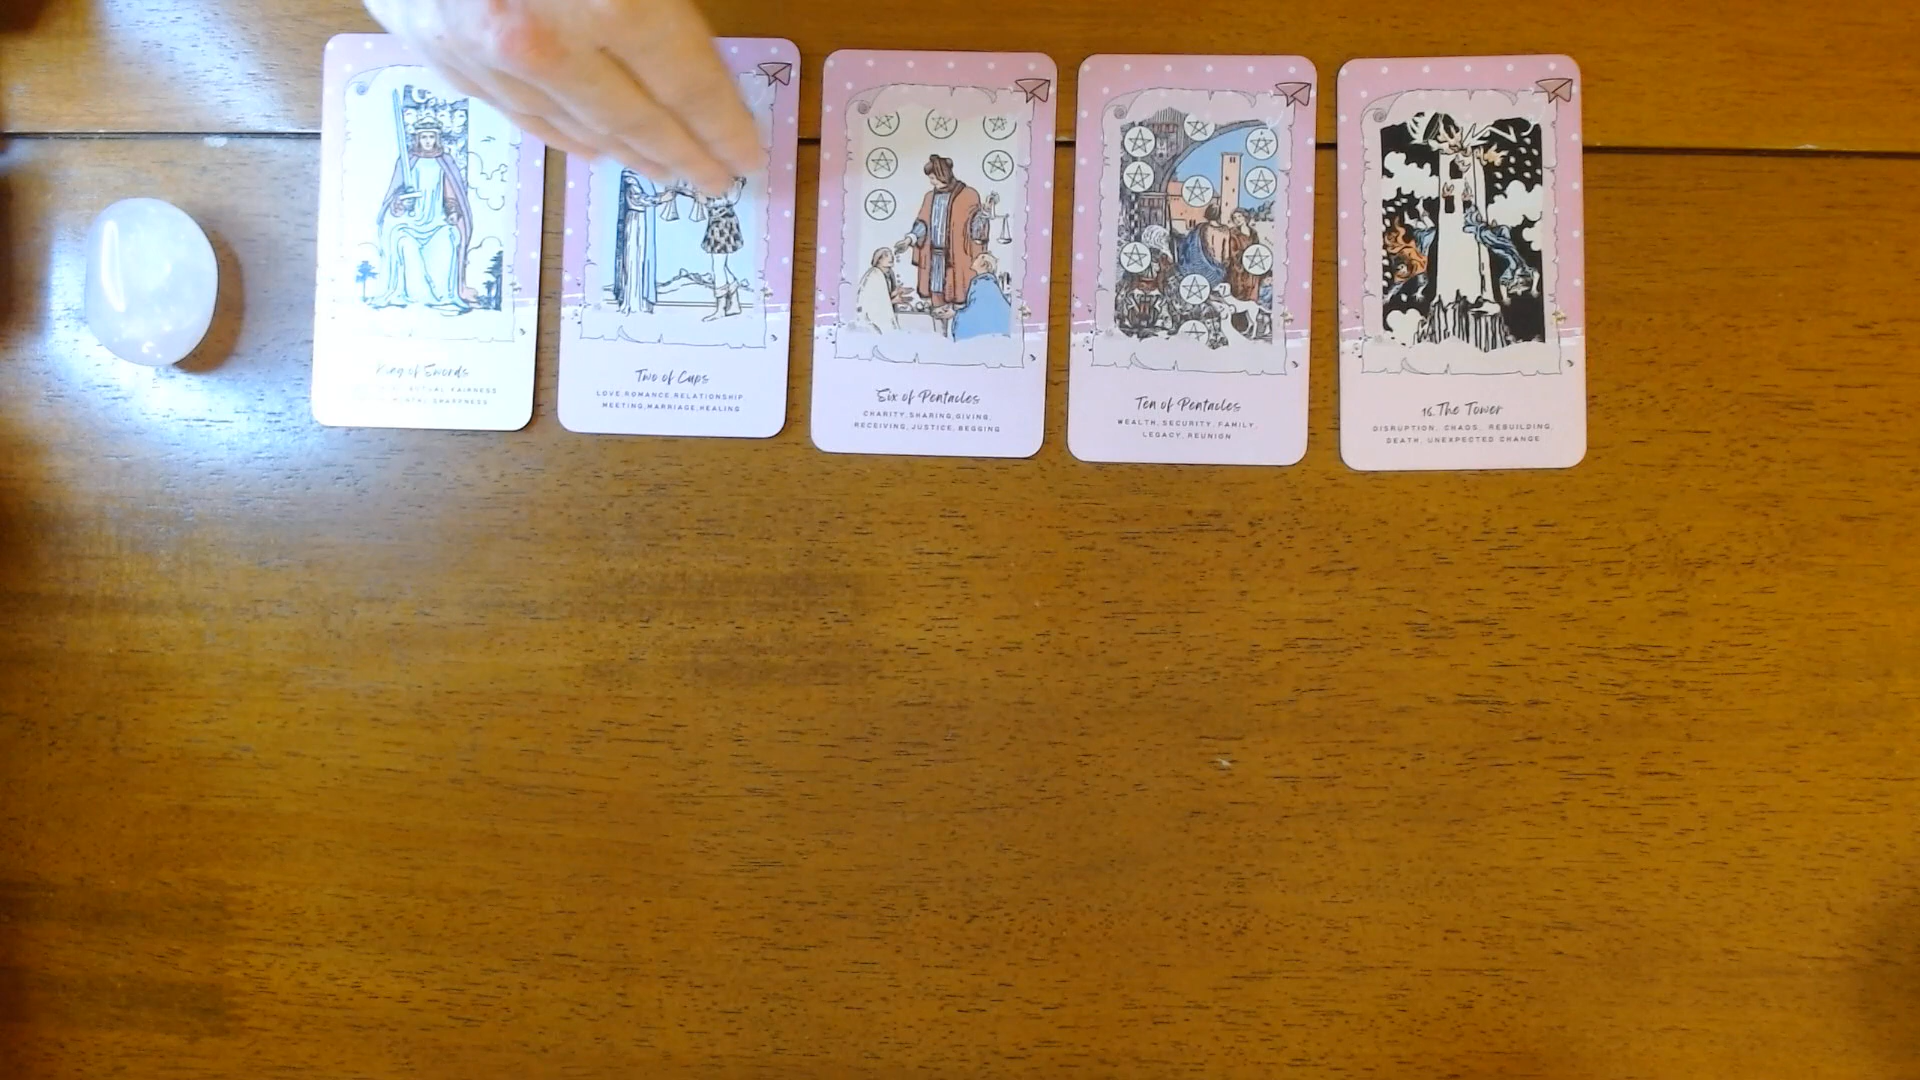 King of Swords
FAIRNESS
SHARPNESS
Two of Cups
LOVE, ROMANCE, RELATIONSHIP
MEETING, MARRIAGE, HEALING
Six of Pentacles
CHARITY, SHARING, GIVING,
RECEIVING, JUSTICE, BEGGING
Ten of Pentacles
WEALTH, SECURITY, FAMILY,
LEGACY, REUNION
16. The Tower
DISRUPTION, CHAOS, REBUILDING,
DEATH, UNEXPECTED CHANGE